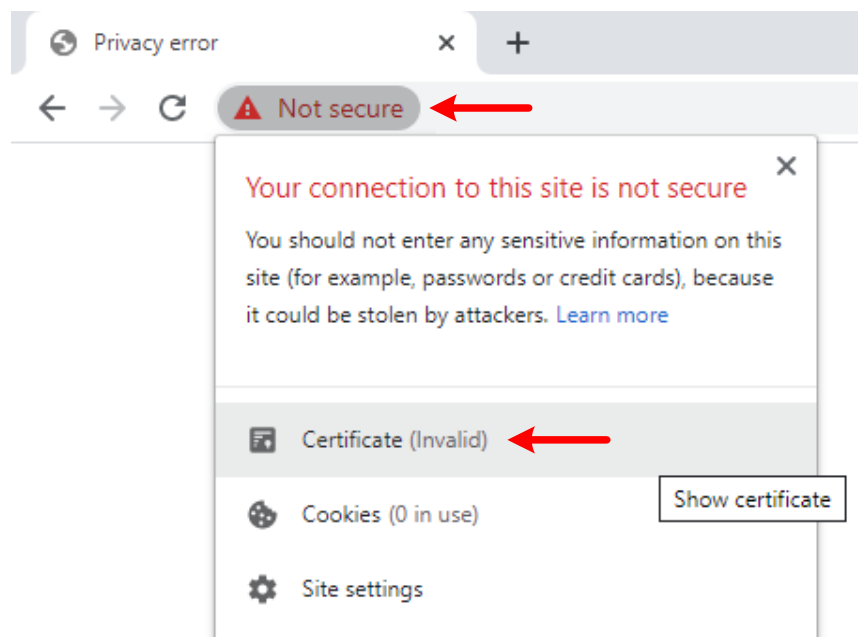 Privacy error
Not secure
Your connection to this site is not secure
You should not enter any sensitive information on this
site (for example, passwords or credit cards), because
it could be stolen by attackers. Learn more
Certificate (Invalid)
Show certificate
Cookies (0 in use)
Site settings